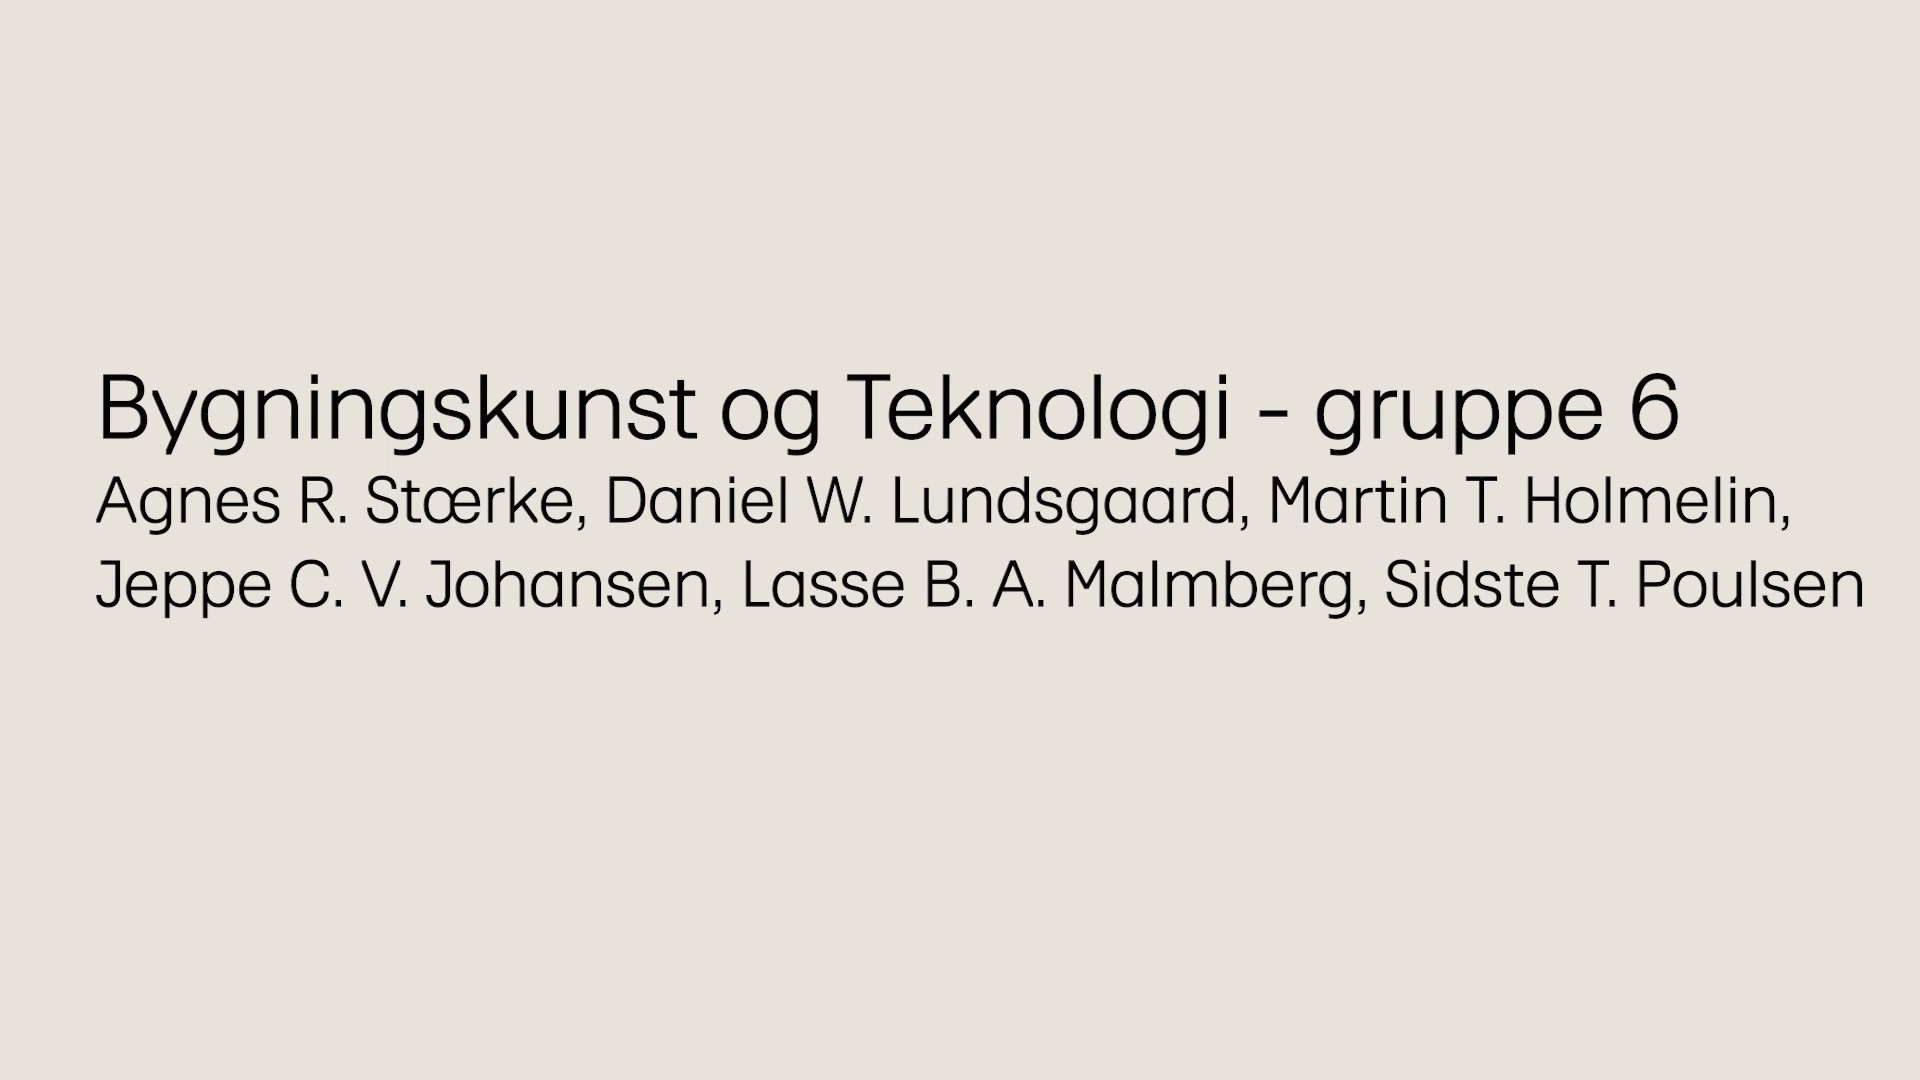 Bygningskunst og Teknologi - gruppe 6
Agnes R. Stærke, Daniel W. Lundsgaard, Martin T. Holmelin,
Jeppe C. V. Johansen, Lasse B. A. Malmberg, Sidste T. Poulsen